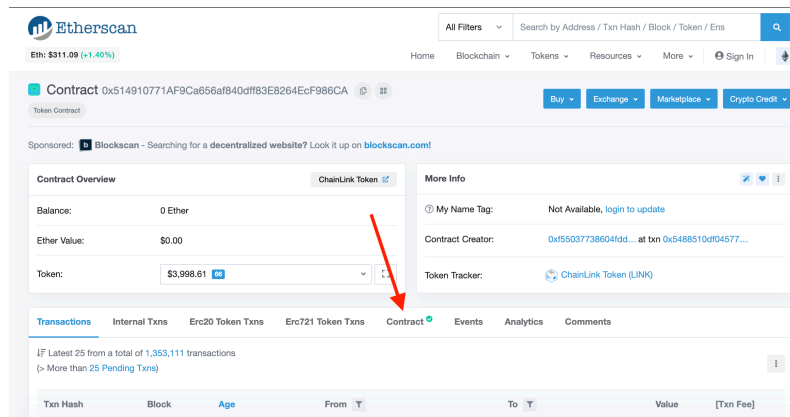 Etherscan
All Filters
Search by Address / Txn Hash / Block / Token / Ens
Eth: $311.09 (+1.40%)
Home Blockchain Tokens Resources More Sign In
Contract 0x514910771AF9Ca656af840dff83E8264EcF986CA
Buy Exchange Marketplace Crypto Credit
Token Contract
Sponsored: b Blockscan - Searching for a decentralized website? Look it up on blockscan.com!
Contract Overview
ChainLink Token
Balance: 0 Ether
Ether Value: $0.00
Token: $3,998.61 66
More Info
My Name Tag: Not Available, login to update
Contract Creator: 0xf55037738604fdd... at txn 0x5488510df04577...
Token Tracker: ChainLink Token (LINK)
Transactions Internal Txns Erc20 Token Txns Erc721 Token Txns Contract Events Analytics Comments
Latest 25 from a total of 1,353,111 transactions
(> More than 25 Pending Txns)
Txn Hash Block Age From To Value [Txn Fee]